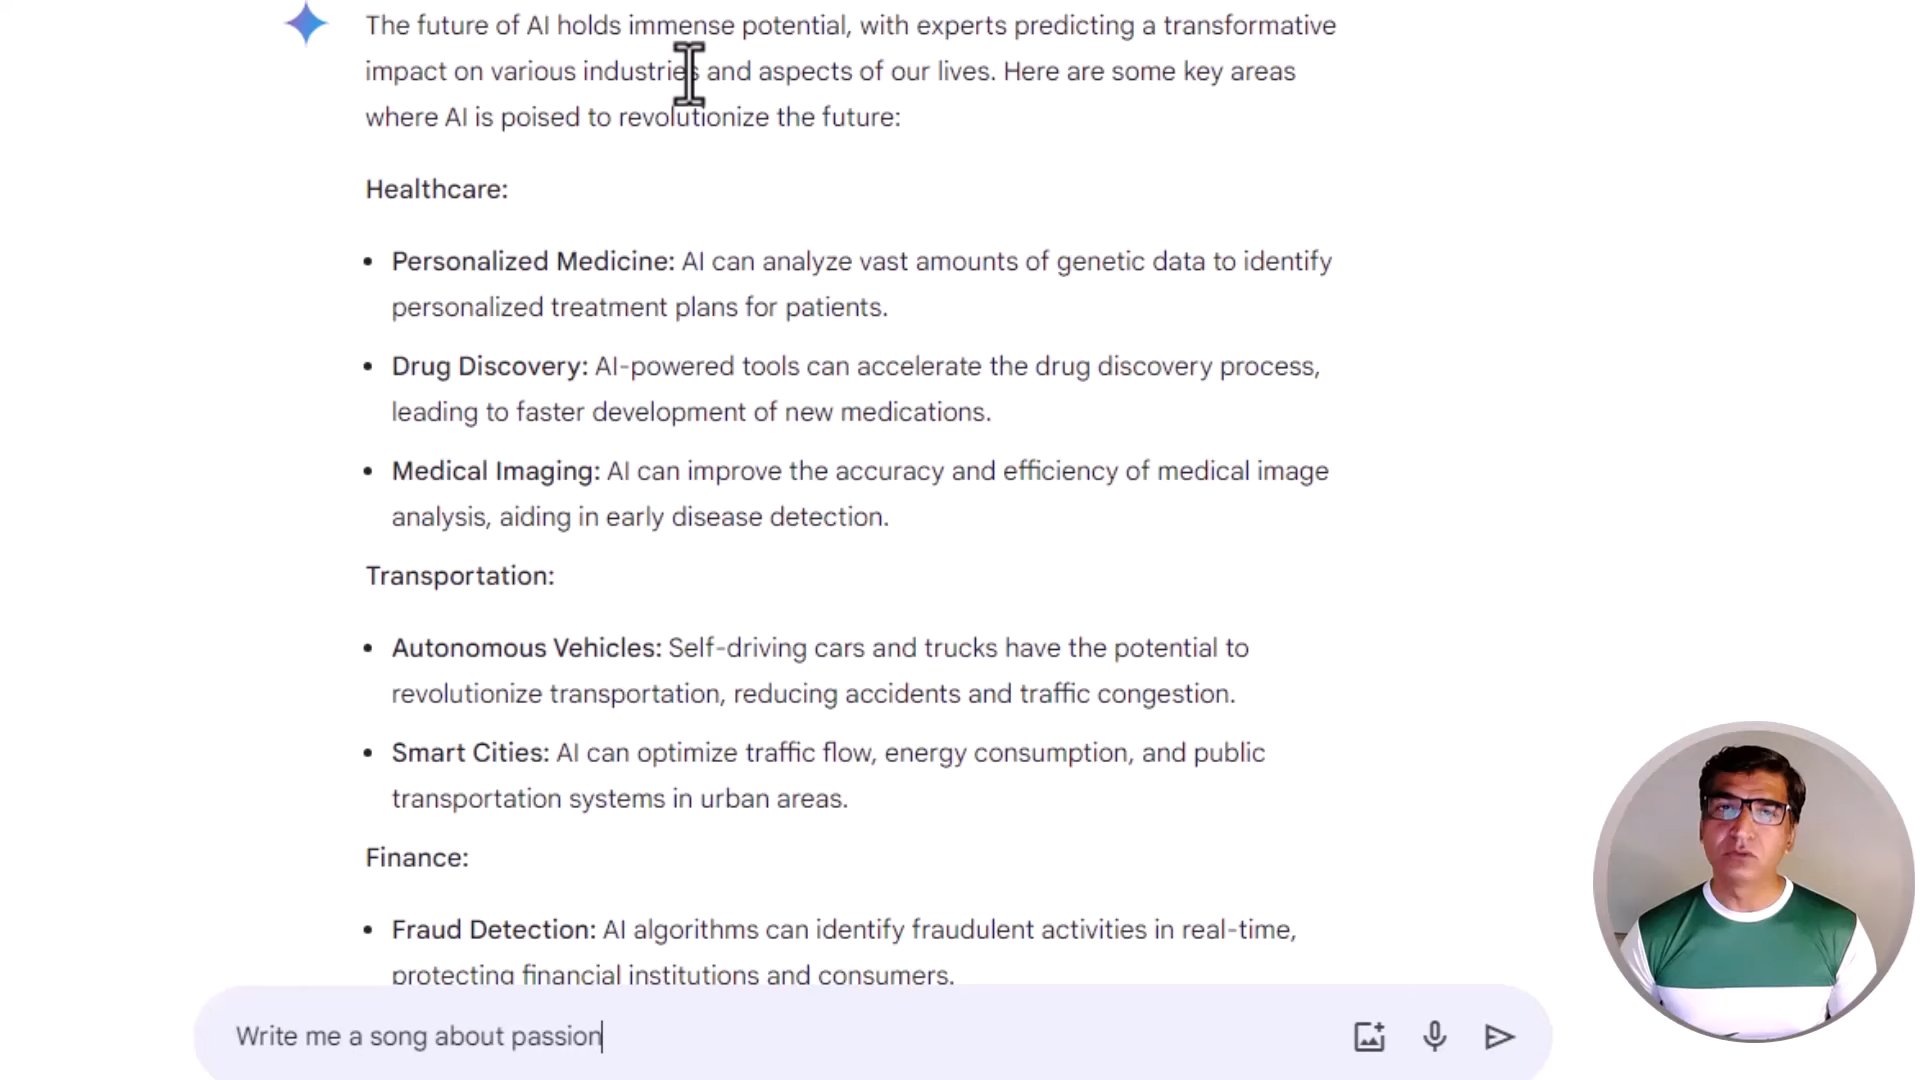 The future of AI holds immense potential, with experts predicting a transformative
impact on various industries and aspects of our lives. Here are some key areas
where AI is poised to revolutionize the future:
Healthcare:
• Personalized Medicine: AI can analyze vast amounts of genetic data to identify
personalized treatment plans for patients.
• Drug Discovery: AI-powered tools can accelerate the drug discovery process,
leading to faster development of new medications.
• Medical Imaging: AI can improve the accuracy and efficiency of medical image
analysis, aiding in early disease detection.
Transportation:
• Autonomous Vehicles: Self-driving cars and trucks have the potential to
revolutionize transportation, reducing accidents and traffic congestion.
• Smart Cities: AI can optimize traffic flow, energy consumption, and public
transportation systems in urban areas.
Finance:
• Fraud Detection: AI algorithms can identify fraudulent activities in real-time,
protecting financial institutions and consumers.
Write me a song about passion